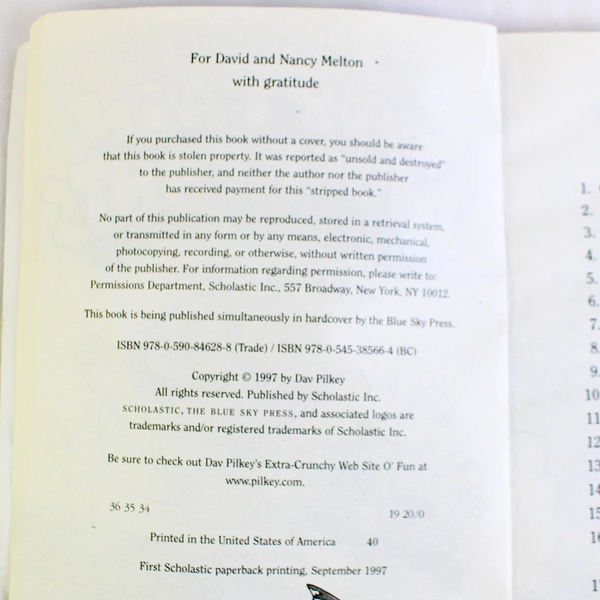 For David and Nancy Melton
with gratitude
If you purchased this book without a cover, you should be aware
that this book is stolen property. It was reported as "unsold and destroyed"
to the publisher, and neither the author nor the publisher
has received payment for this "stripped book."
No part of this publication may be reproduced, stored in a retrieval system,
or transmitted in any form or by any means, electronic, mechanical,
photocopying, recording, or otherwise, without written permission
of the publisher. For information regarding permission, please write to:
Permissions Department, Scholastic Inc., 557 Broadway, New York, NY 10012.
This book is being published simultaneously in hardcover by the Blue Sky Press.
ISBN 978-0-590-84628-8 (Trade) / ISBN 978-0-545-38566-4 (BC)
Copyright © 1997 by Dav Pilkey
All rights reserved. Published by Scholastic Inc.
SCHOLASTIC, THE BLUE SKY PRESS, and associated logos are
trademarks and/or registered trademarks of Scholastic Inc.
Be sure to check out Dav Pilkey's Extra-Crunchy Web Site O' Fun at
www.pilkey.com.
36 35 34 19 20/0
Printed in the United States of America 40
First Scholastic paperback printing, September 1997
1.
2.
3.
4.
5.
6.
7.
8.
9.
10
11
12
13
14
15
16